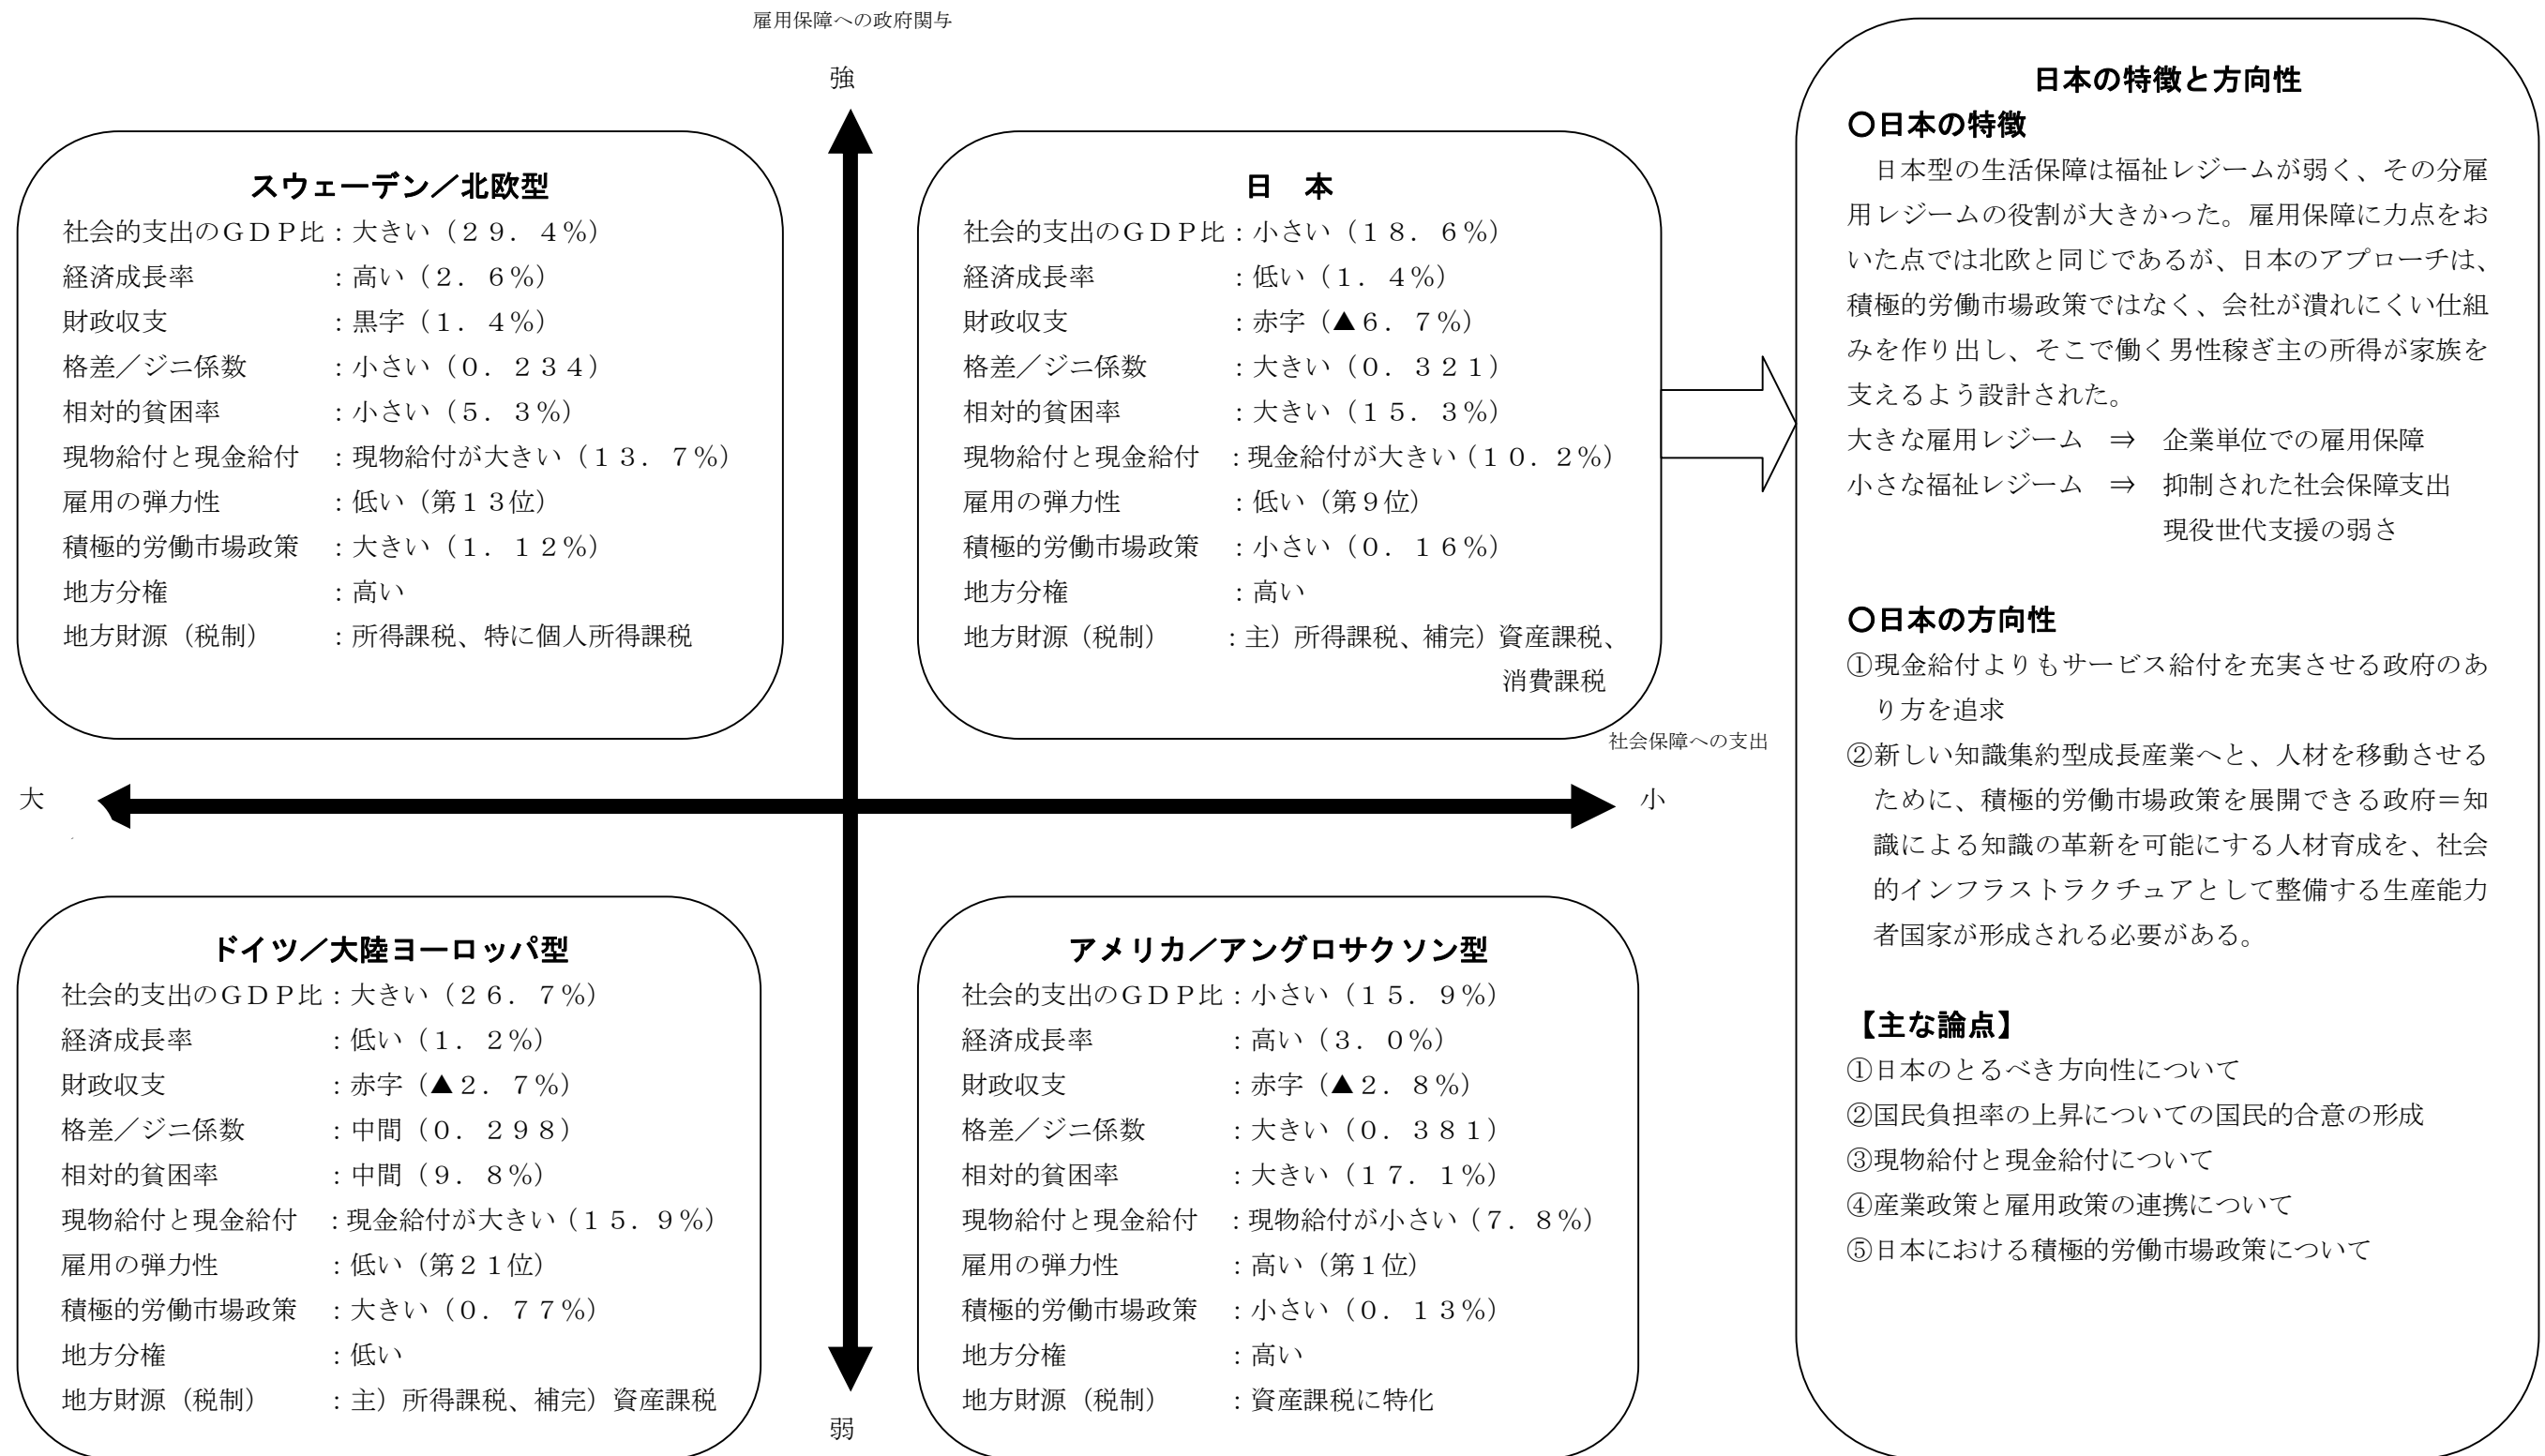 雇用保障への政府関与
強
スウェーデン／北欧型
社会的支出のＧＤＰ比：大きい（２９．４％）
経済成長率　　　　　：高い（２．６％）
財政収支　　　　　　：黒字（１．４％）
格差／ジニ係数　　　：小さい（０．２３４）
相対的貧困率　　　　：小さい（５．３％）
現物給付と現金給付　：現物給付が大きい（１３．７％）
雇用の弾力性　　　　：低い（第１３位）
積極的労働市場政策　：大きい（１．１２％）
地方分権　　　　　　：高い
地方財源（税制）　　：所得課税、特に個人所得課税
日　本
社会的支出のＧＤＰ比：小さい（１８．６％）
経済成長率　　　　　：低い（１．４％）
財政収支　　　　　　：赤字（▲６．７％）
格差／ジニ係数　　　：大きい（０．３２１）
相対的貧困率　　　　：大きい（１５．３％）
現物給付と現金給付　：現金給付が大きい（１０．２％）
雇用の弾力性　　　　：低い（第９位）
積極的労働市場政策　：小さい（０．１６％）
地方分権　　　　　　：高い
地方財源（税制）　　：主）所得課税、補完）資産課税、
消費課税
社会保障への支出
大
小
ドイツ／大陸ヨーロッパ型
社会的支出のＧＤＰ比：大きい（２６．７％）
経済成長率　　　　　：低い（１．２％）
財政収支　　　　　　：赤字（▲２．７％）
格差／ジニ係数　　　：中間（０．２９８）
相対的貧困率　　　　：中間（９．８％）
現物給付と現金給付　：現金給付が大きい（１５．９％）
雇用の弾力性　　　　：低い（第２１位）
積極的労働市場政策　：大きい（０．７７％）
地方分権　　　　　　：低い
地方財源（税制）　　：主）所得課税、補完）資産課税
アメリカ／アングロサクソン型
社会的支出のＧＤＰ比：小さい（１５．９％）
経済成長率　　　　　：高い（３．０％）
財政収支　　　　　　：赤字（▲２．８％）
格差／ジニ係数　　　：大きい（０．３８１）
相対的貧困率　　　　：大きい（１７．１％）
現物給付と現金給付　：現物給付が小さい（７．８％）
雇用の弾力性　　　　：高い（第１位）
積極的労働市場政策　：小さい（０．１３％）
地方分権　　　　　　：高い
地方財源（税制）　　：資産課税に特化
弱
日本の特徴と方向性
〇日本の特徴
　日本型の生活保障は福祉レジームが弱く、その分雇
用レジームの役割が大きかった。雇用保障に力点をお
いた点では北欧と同じであるが、日本のアプローチは、
積極的労働市場政策ではなく、会社が潰れにくい仕組
みを作り出し、そこで働く男性稼ぎ主の所得が家族を
支えるよう設計された。
大きな雇用レジーム　⇒　企業単位での雇用保障
小さな福祉レジーム　⇒　抑制された社会保障支出
現役世代支援の弱さ
〇日本の方向性
①現金給付よりもサービス給付を充実させる政府のあ
り方を追求
②新しい知識集約型成長産業へと、人材を移動させる
ために、積極的労働市場政策を展開できる政府＝知
識による知識の革新を可能にする人材育成を、社会
的インフラストラクチュアとして整備する生産能力
者国家が形成される必要がある。
【主な論点】
①日本のとるべき方向性について
②国民負担率の上昇についての国民的合意の形成
③現物給付と現金給付について
④産業政策と雇用政策の連携について
⑤日本における積極的労働市場政策について